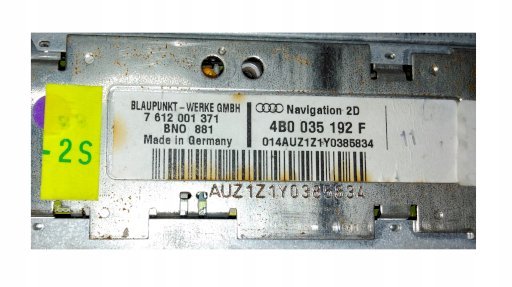 BLAUPUNKT - WERKE GMBH
7 612 001 371
BNO 881
Made in Germany
Navigation 2D
4B0 035 192 F
014AUZ1Z1Y0385834
11
-2S
AUZ1Z1Y0385834